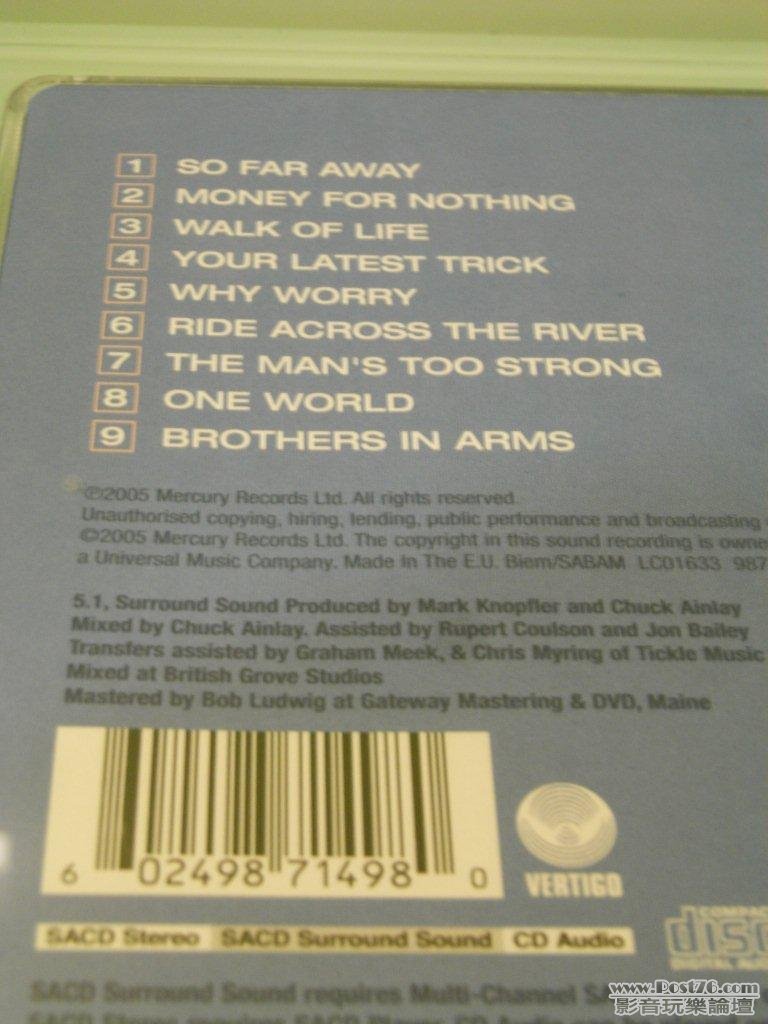 1 SO FAR AWAY
2 MONEY FOR NOTHING
3 WALK OF LIFE
4 YOUR LATEST TRICK
5 WHY WORRY
6 RIDE ACROSS THE RIVER
7 THE MAN'S TOO STRONG
8 ONE WORLD
9 BROTHERS IN ARMS
℗2005 Mercury Records Ltd. All rights reserved.
Unauthorised copying, hiring, lending, public performance and broadcasting
©2005 Mercury Records Ltd. The copyright in this sound recording is owne
a Universal Music Company. Made In The E.U. Biem/SABAM LC01633 987
5.1, Surround Sound Produced by Mark Knopfler and Chuck Ainlay
Mixed by Chuck Ainlay. Assisted by Rupert Coulson and Jon Bailey
Transfers assisted by Graham Meek, & Chris Myring of Tickle Music
Mixed at British Grove Studios
Mastered by Bob Ludwig at Gateway Mastering & DVD, Maine
6 02498 71498 0
VERTIGO
SACD Stereo SACD Surround Sound CD Audio
COMPAC
disc
DIGITAL AUD
SACD Surround Sound requires Multi-Channel SA
www.Post76.com
影音玩樂論壇